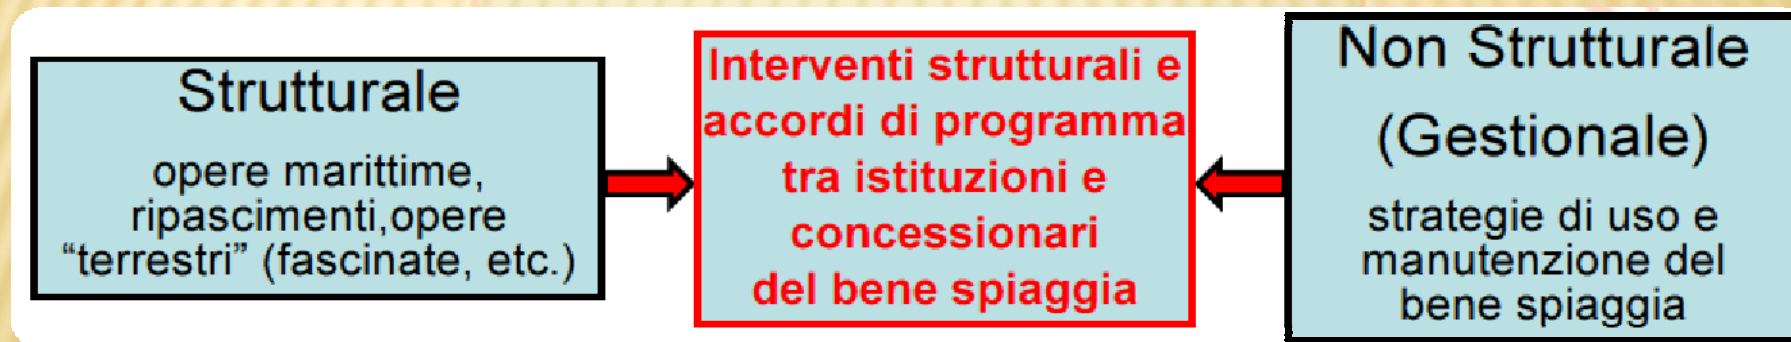 Strutturale
opere marittime,
ripascimenti,opere
“terrestri” (fascinate, etc.)
Interventi strutturali e
accordi di programma
tra istituzioni e
concessionari
del bene spiaggia
Non Strutturale
(Gestionale)
strategie di uso e
manutenzione del
bene spiaggia